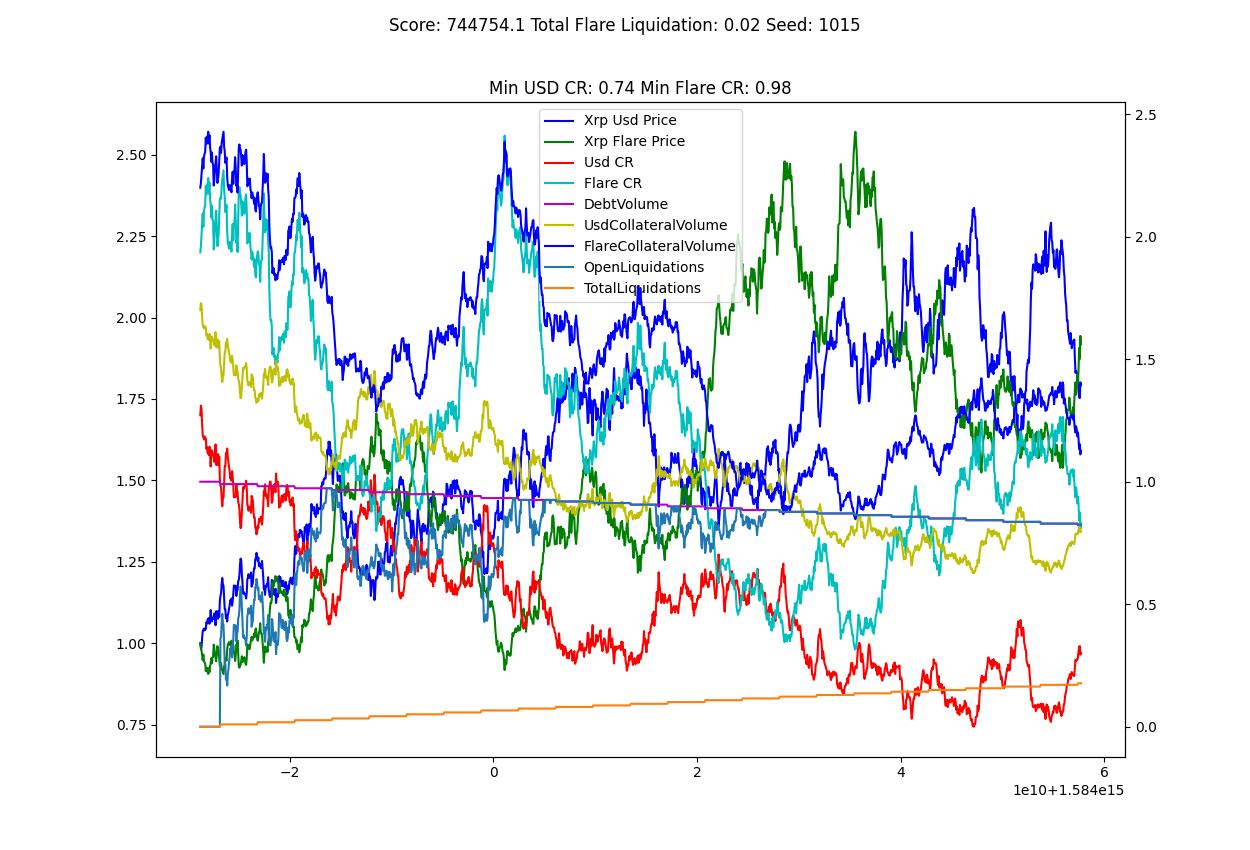 Score: 744754.1 Total Flare Liquidation: 0.02 Seed: 1015
Min USD CR: 0.74 Min Flare CR: 0.98
Xrp Usd Price
Xrp Flare Price
Usd CR
Flare CR
DebtVolume
UsdCollateralVolume
FlareCollateralVolume
OpenLiquidations
TotalLiquidations
2.50
2.25
2.00
1.75
1.50
1.25
1.00
0.75
2.5
2.0
1.5
1.0
0.5
0.0
−2
0
2
4
6
1e10+1.584e15